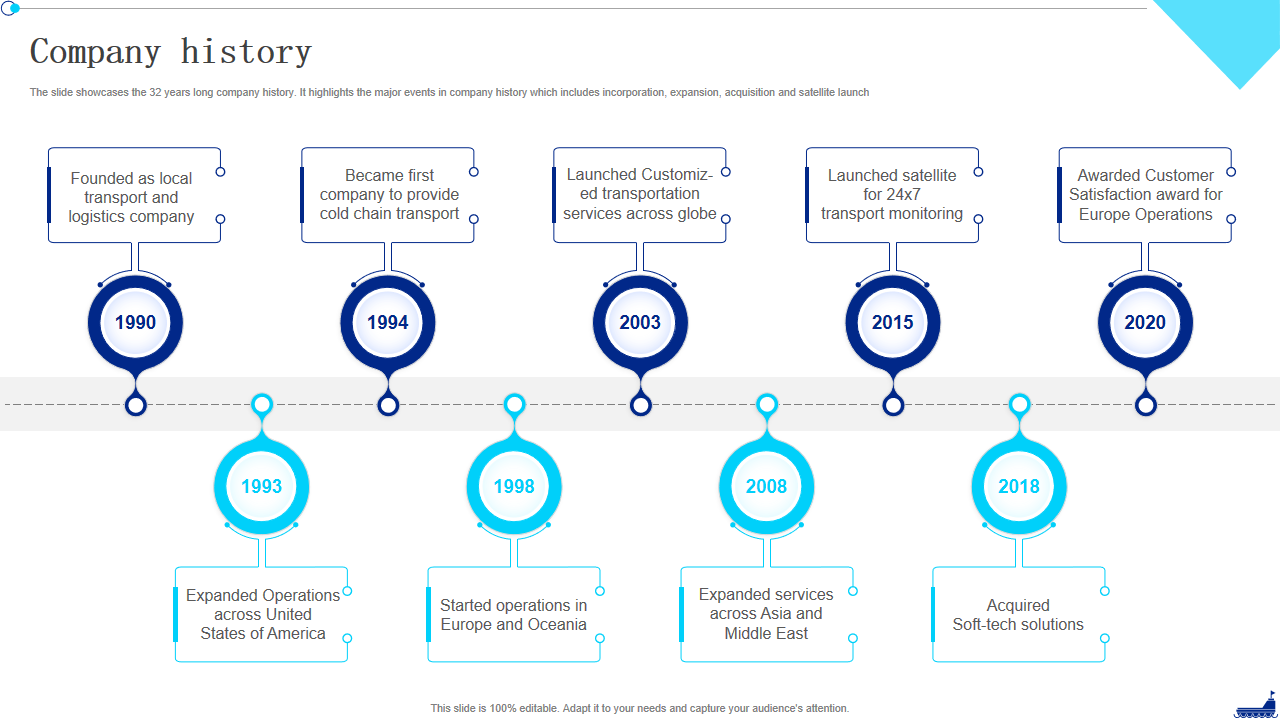 Company history
The slide showcases the 32 years long company history. It highlights the major events in company history which includes incorporation, expansion, acquisition and satellite launch
Founded as local
transport and
logistics company
Became first
company to provide
cold chain transport
Launched Customiz-
ed transportation
services across globe
Launched satellite
for 24x7
transport monitoring
Awarded Customer
Satisfaction award for
Europe Operations
1990
1994
2003
2015
2020
1993
1998
2008
2018
Expanded Operations
across United
States of America
Started operations in
Europe and Oceania
Expanded services
across Asia and
Middle East
Acquired
Soft-tech solutions
This slide is 100% editable. Adapt it to your needs and capture your audience's attention.